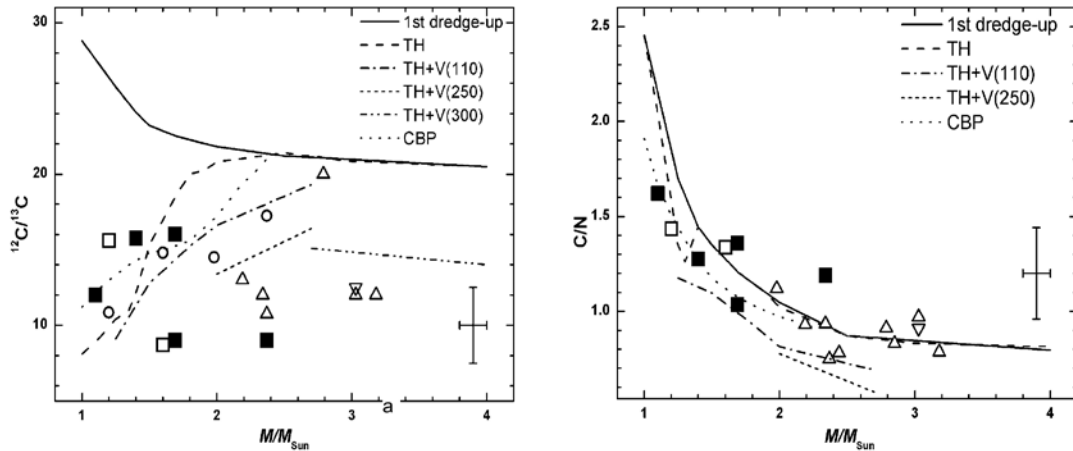 30
20
10
1
2
3
4
¹²C/¹³C
M/M_Sun
a
1st dredge-up
TH
TH+V(110)
TH+V(250)
TH+V(300)
CBP
2.5
2.0
1.5
1.0
1
2
3
4
C/N
M/M_Sun
1st dredge-up
TH
TH+V(110)
TH+V(250)
CBP